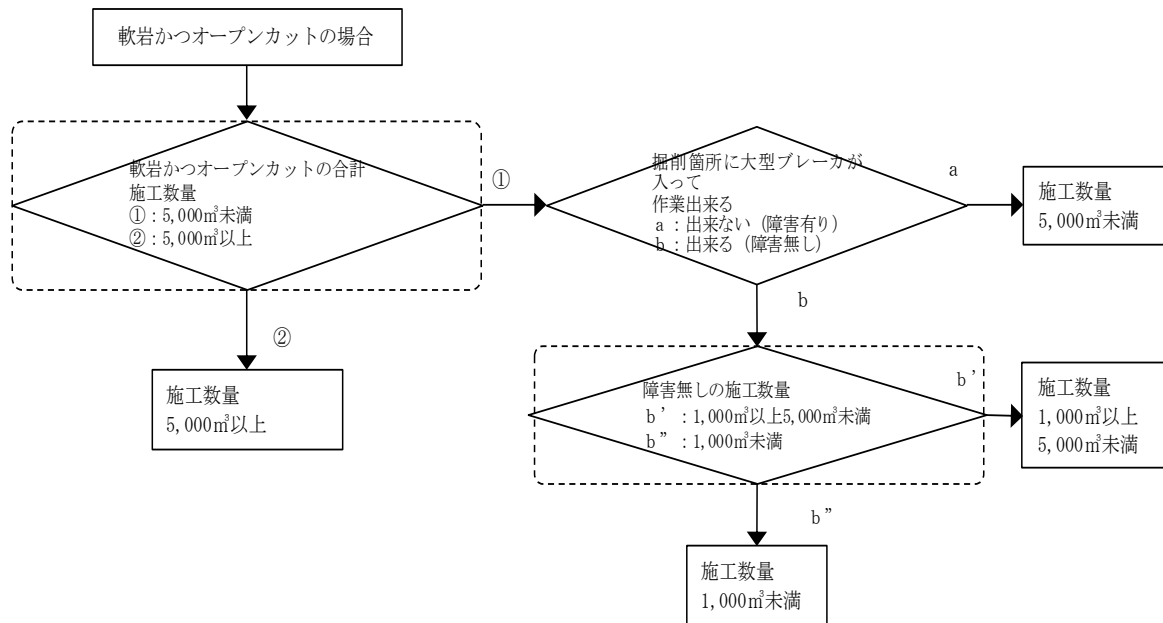 軟岩かつオープンカットの場合
軟岩かつオープンカットの合計
施工数量
①：5,000㎥未満
②：5,000㎥以上
①
掘削箇所に大型ブレーカが
入って
作業出来る
a：出来ない（障害有り）
b：出来る（障害無し）
a
施工数量
5,000㎥未満
②
b
施工数量
5,000㎥以上
障害無しの施工数量
b’：1,000㎥以上5,000㎥未満
b”：1,000㎥未満
b’
施工数量
1,000㎥以上
5,000㎥未満
b”
施工数量
1,000㎥未満